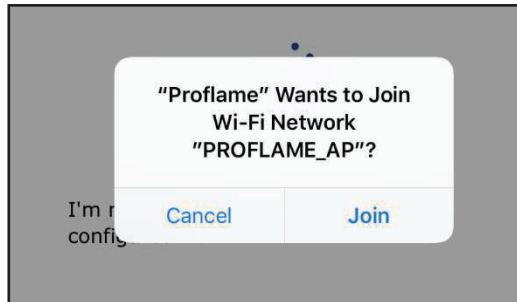 “Proflame” Wants to Join
Wi-Fi Network
”PROFLAME_AP”?
I'm
Cancel
Join